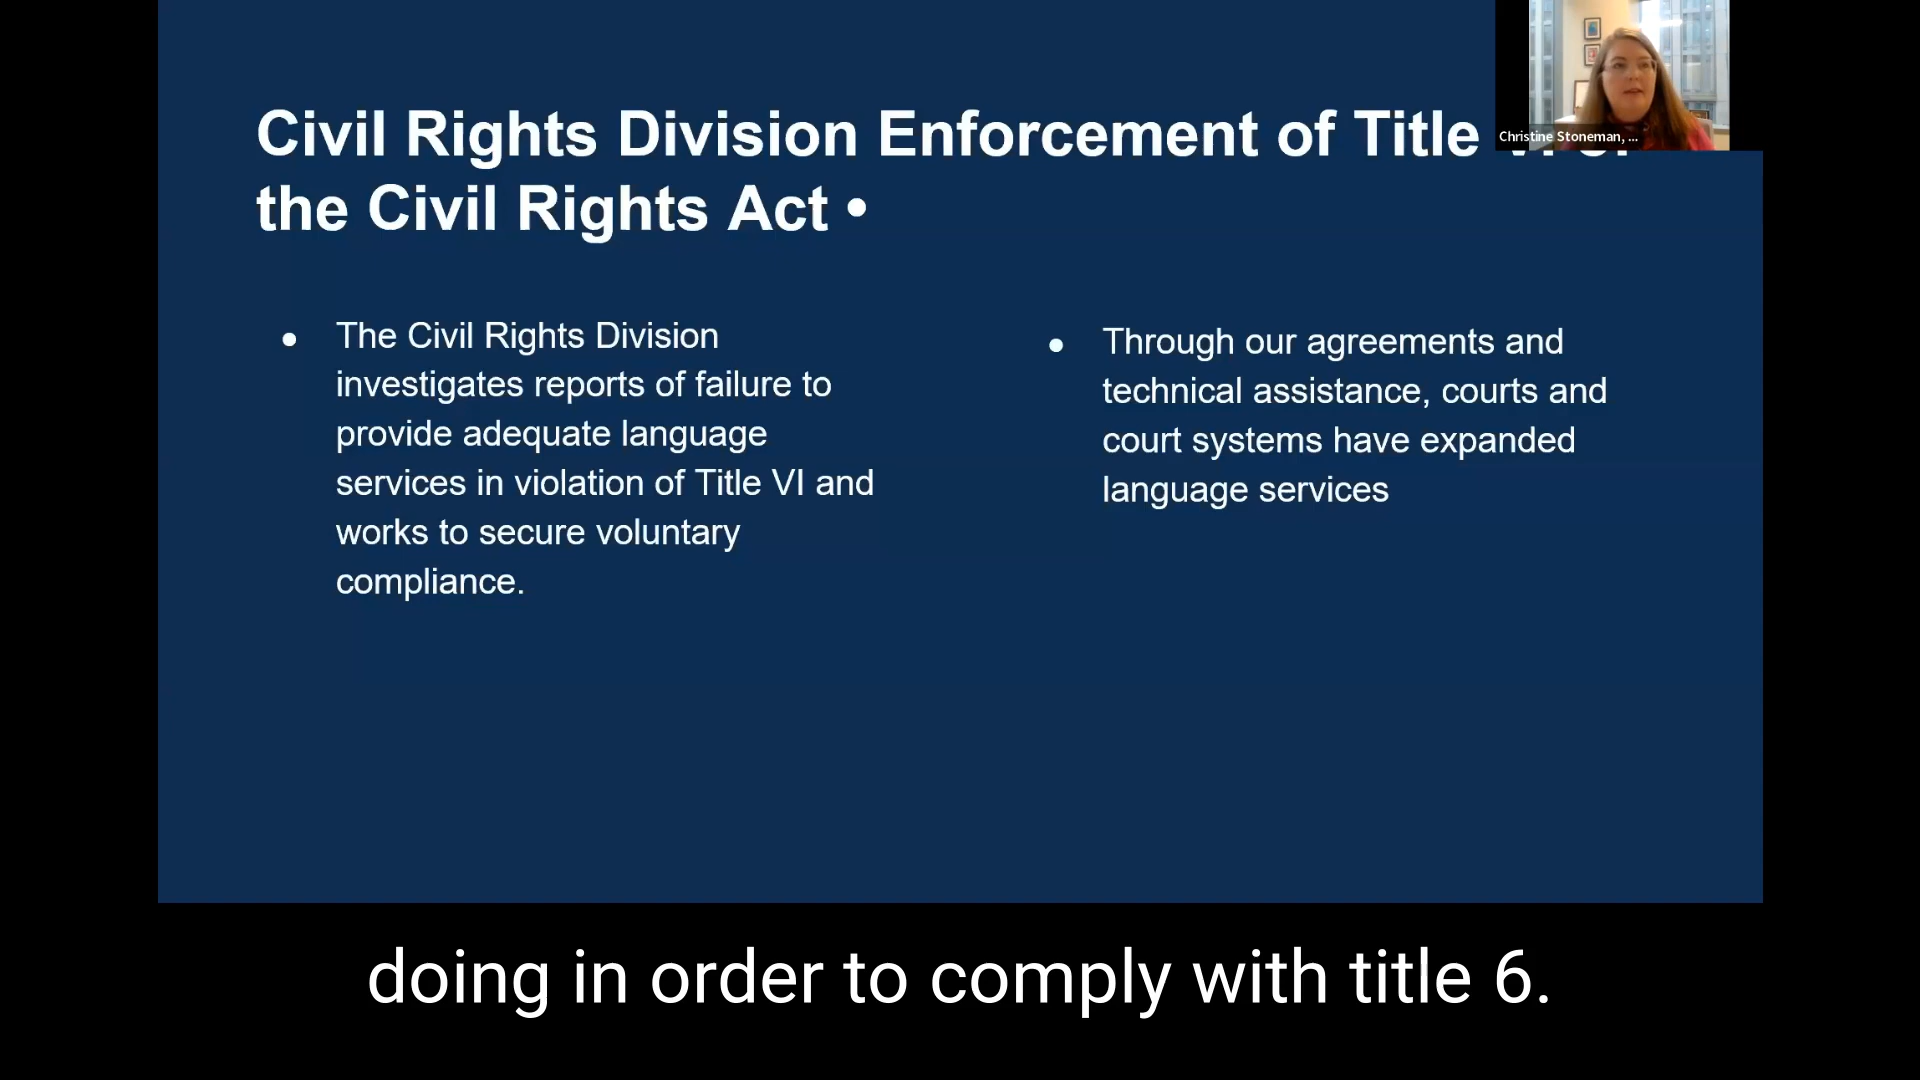 Civil Rights Division Enforcement of Title
the Civil Rights Act •
• The Civil Rights Division
investigates reports of failure to
provide adequate language
services in violation of Title VI and
works to secure voluntary
compliance.
• Through our agreements and
technical assistance, courts and
court systems have expanded
language services
Christine Stoneman, ...
doing in order to comply with title 6.